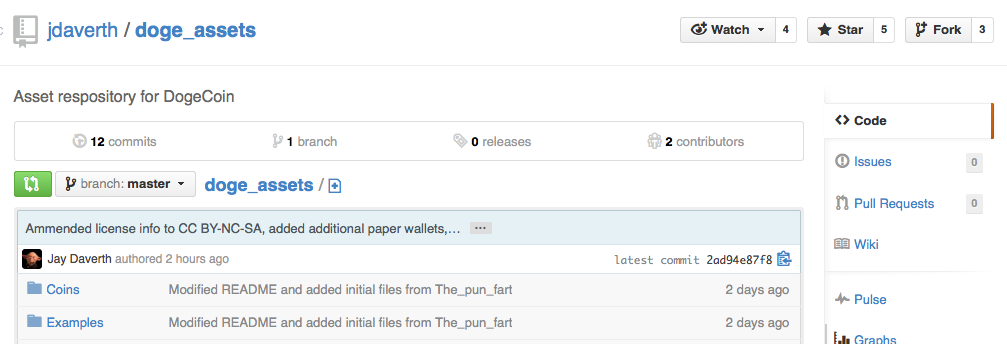 jdaverth / doge_assets
Watch 4 Star 5 Fork 3
Asset respository for DogeCoin
12 commits 1 branch 0 releases 2 contributors
branch: master doge_assets /
Ammended license info to CC BY-NC-SA, added additional paper wallets,… ...
Jay Daverth authored 2 hours ago latest commit 2ad94e87f8
Coins Modified README and added initial files from The_pun_fart 2 days ago
Examples Modified README and added initial files from The_pun_fart 2 days ago
Code
Issues 0
Pull Requests 0
Wiki
Pulse
Graphs